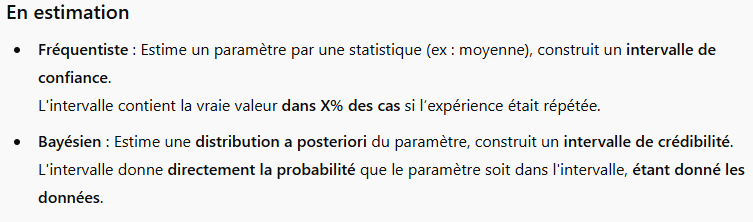 En estimation
• Fréquentiste : Estime un paramètre par une statistique (ex : moyenne), construit un intervalle de
confiance.
L'intervalle contient la vraie valeur dans X% des cas si l’expérience était répétée.
• Bayésien : Estime une distribution a posteriori du paramètre, construit un intervalle de crédibilité.
L'intervalle donne directement la probabilité que le paramètre soit dans l'intervalle, étant donné les
données.